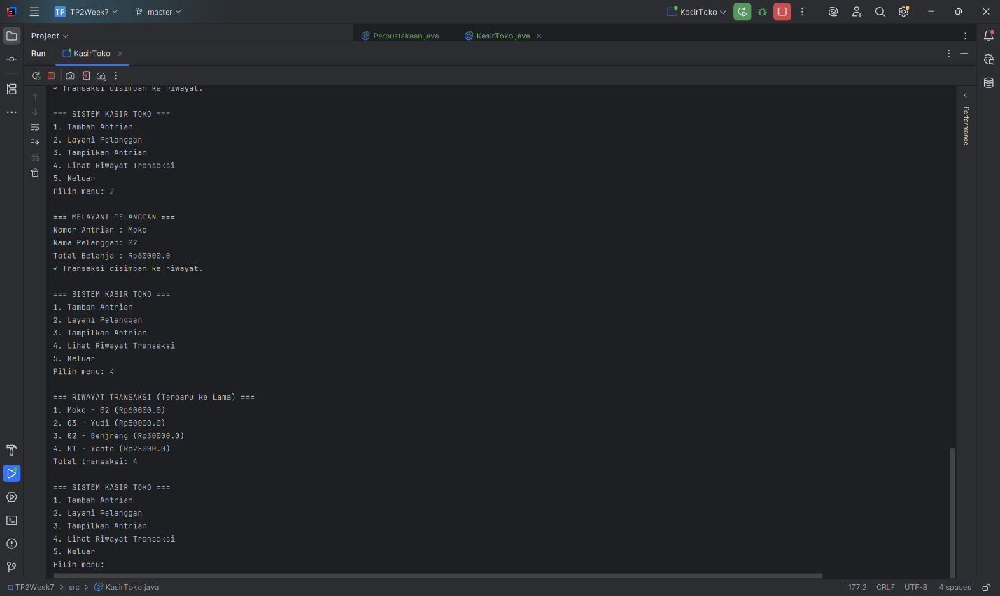 TP TP2Week7 master KasirToko
Project Perpustakaan.java KasirToko.java
Run KasirToko
✓ Transaksi disimpan ke riwayat.
=== SISTEM KASIR TOKO ===
1. Tambah Antrian
2. Layani Pelanggan
3. Tampilkan Antrian
4. Lihat Riwayat Transaksi
5. Keluar
Pilih menu: 2
=== MELAYANI PELANGGAN ===
Nomor Antrian : Moko
Nama Pelanggan: 02
Total Belanja : Rp60000.0
✓ Transaksi disimpan ke riwayat.
=== SISTEM KASIR TOKO ===
1. Tambah Antrian
2. Layani Pelanggan
3. Tampilkan Antrian
4. Lihat Riwayat Transaksi
5. Keluar
Pilih menu: 4
=== RIWAYAT TRANSAKSI (Terbaru ke Lama) ===
1. Moko - 02 (Rp60000.0)
2. 03 - Yudi (Rp50000.0)
3. 02 - Genjreng (Rp30000.0)
4. 01 - Yanto (Rp25000.0)
Total transaksi: 4
=== SISTEM KASIR TOKO ===
1. Tambah Antrian
2. Layani Pelanggan
3. Tampilkan Antrian
4. Lihat Riwayat Transaksi
5. Keluar
Pilih menu:
Performance
TP2Week7 > src > KasirToko.java 177:2 CRLF UTF-8 4 spaces